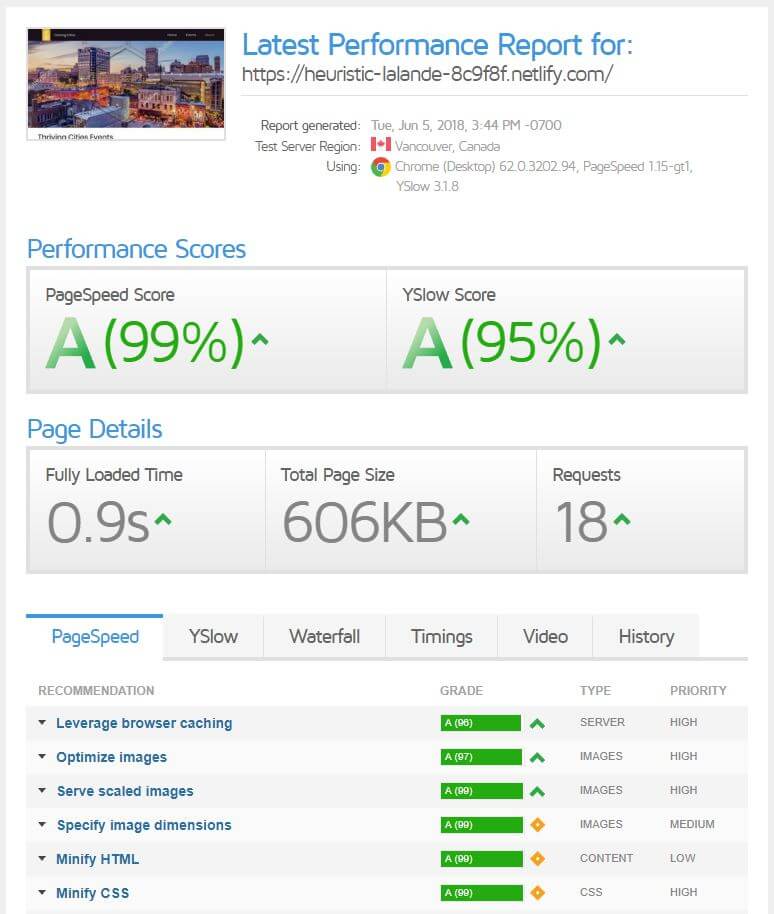 Thriving Cities
Home Events About
Thriving Cities Events
Latest Performance Report for:
https://heuristic-lalande-8c9f8f.netlify.com/
Report generated: Tue, Jun 5, 2018, 3:44 PM -0700
Test Server Region: Vancouver, Canada
Using: Chrome (Desktop) 62.0.3202.94, PageSpeed 1.15-gt1,
YSlow 3.1.8
Performance Scores
PageSpeed Score YSlow Score
A (99%) A (95%)
Page Details
Fully Loaded Time Total Page Size Requests
0.9s 606KB 18
PageSpeed YSlow Waterfall Timings Video History
RECOMMENDATION GRADE TYPE PRIORITY
Leverage browser caching A (96) SERVER HIGH
Optimize images A (97) IMAGES HIGH
Serve scaled images A (99) IMAGES HIGH
Specify image dimensions A (99) IMAGES MEDIUM
Minify HTML A (99) CONTENT LOW
Minify CSS A (99) CSS HIGH